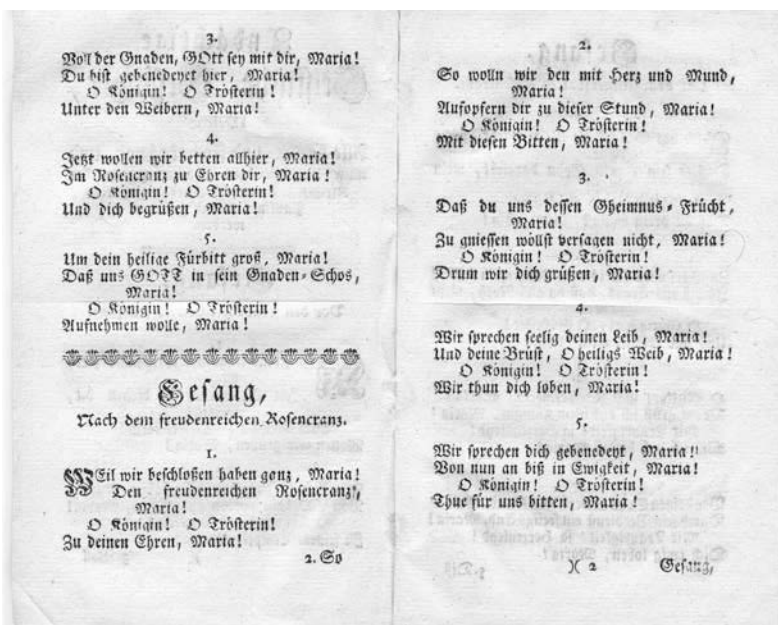 3.
Voll der Gnaden, GOtt sey mit dir, Maria!
Du bist gebenedeyet hier, Maria!
O Königin! O Trösterin!
Unter den Weibern, Maria!
4.
Jetzt wollen wir betten allhier, Maria!
Im Rosencranz zu Ehren dir, Maria!
O Königin! O Trösterin!
Und dich begrüßen, Maria!
5.
Um dein heilige Fürbitt groß, Maria!
Daß uns GOTT in sein Gnaden-Schos,
Maria!
O Königin! O Trösterin!
Aufnehmen wolle, Maria!
Gesang,
Nach dem freudenreichen Rosencranz.
1.
WEil wir beschloßen haben ganz, Maria!
Den freudenreichen Rosencranz,
Maria!
O Königin! O Trösterin!
Zu deinen Ehren, Maria!
2. So
2.
So wolln wir den mit Herz und Mund,
Maria!
Aufopfern dir zu dieser Stund, Maria!
O Königin! O Trösterin!
Mit diesen Bitten, Maria!
3.
Daß du uns dessen Gheimnus-Frücht,
Maria!
Zu gniessen wöllst versagen nicht, Maria!
O Königin! O Trösterin!
Drum wir dich grüßen, Maria!
4.
Wir sprechen seelig deinen Leib, Maria!
Und deine Brüst, O heiligs Weib, Maria!
O Königin! O Trösterin!
Wir thun dich loben, Maria!
5.
Wir sprechen dich gebenedeyt, Maria!
Von nun an biß in Ewigkeit, Maria!
O Königin! O Trösterin!
Thue für uns bitten, Maria!
)( 2 Gesang,